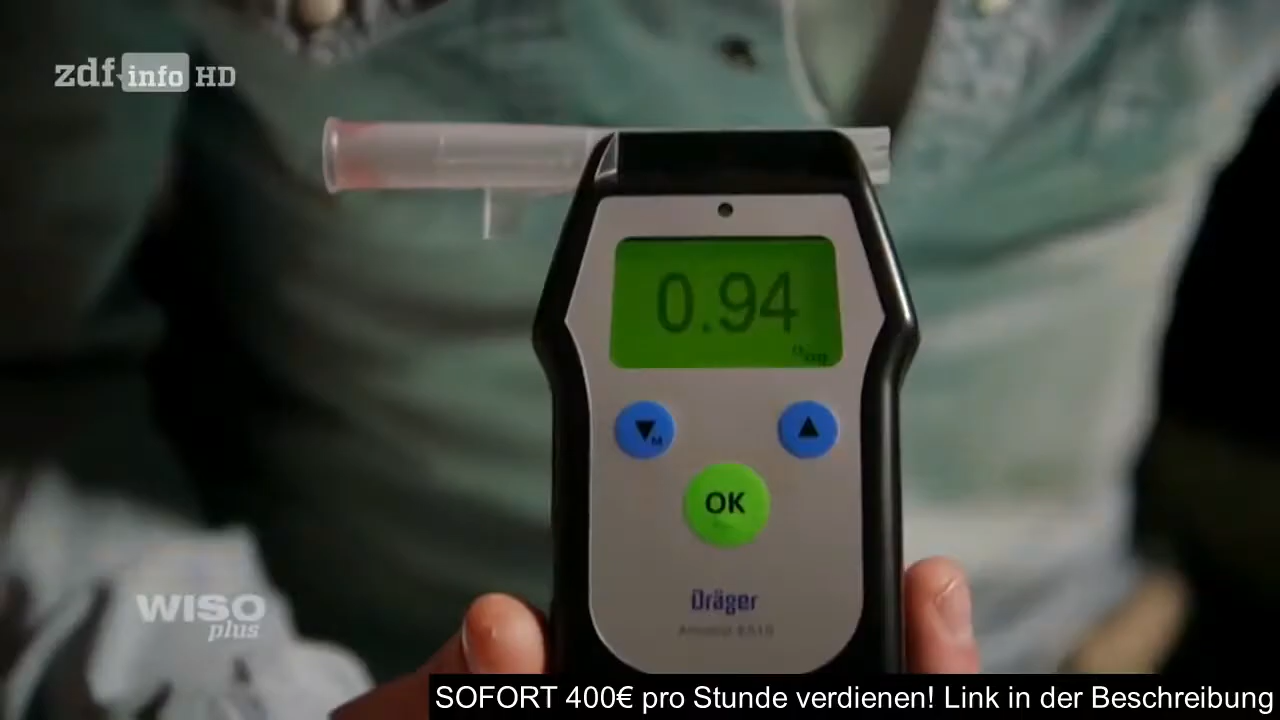 zdf info HD
0.94
M
OK
Dräger
WISO
plus
SOFORT 400€ pro Stunde verdienen! Link in der Beschreibung